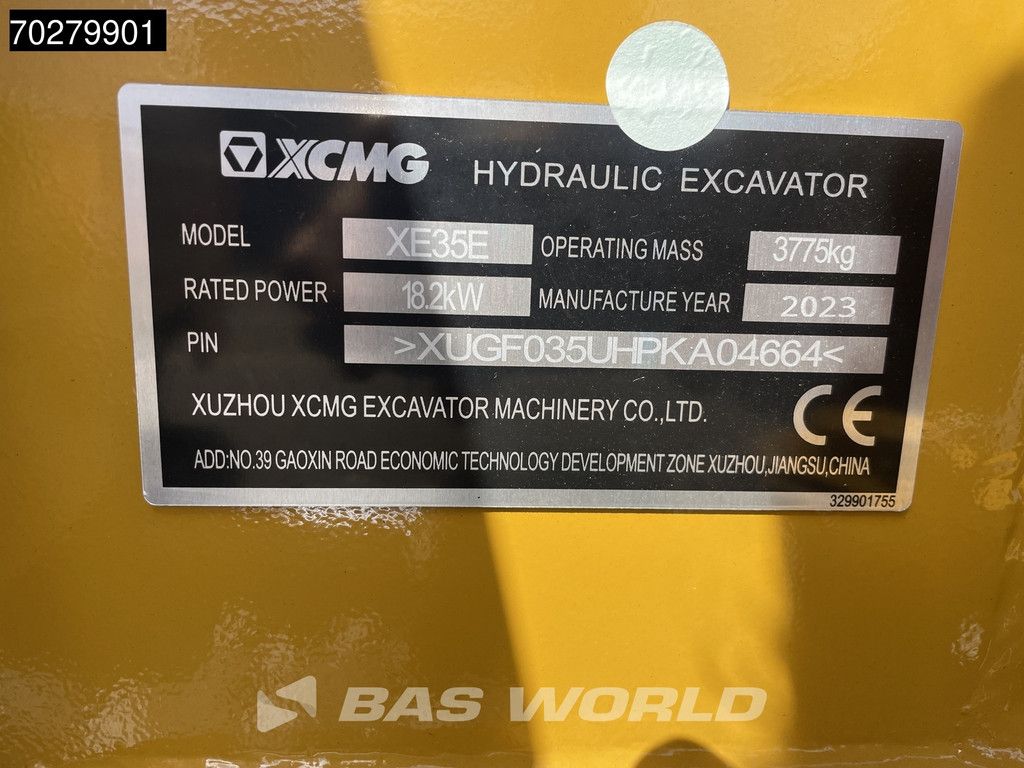 70279901
XCMG HYDRAULIC EXCAVATOR
MODEL XE35E OPERATING MASS 3775kg
RATED POWER 18.2kW MANUFACTURE YEAR 2023
PIN >XUGF035UHPKA04664<
XUZHOU XCMG EXCAVATOR MACHINERY CO.,LTD. CE
ADD:NO.39 GAOXIN ROAD ECONOMIC TECHNOLOGY DEVELOPMENT ZONE XUZHOU,JIANGSU,CHINA
329901755
BAS WORLD